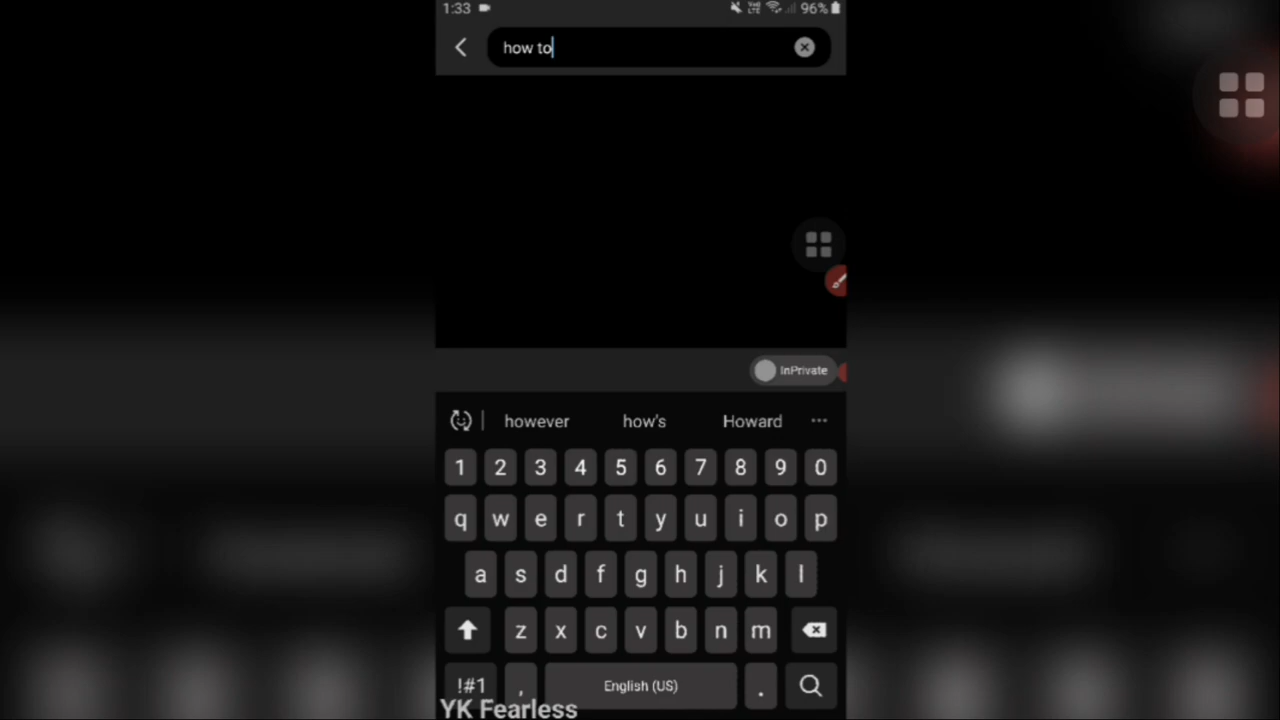 1:33 96%
how to
InPrivate
however how's Howard ...
1 2 3 4 5 6 7 8 9 0
q w e r t y u i o p
a s d f g h j k l
z x c v b n m
!#1 , English (US) .
YK Fearless